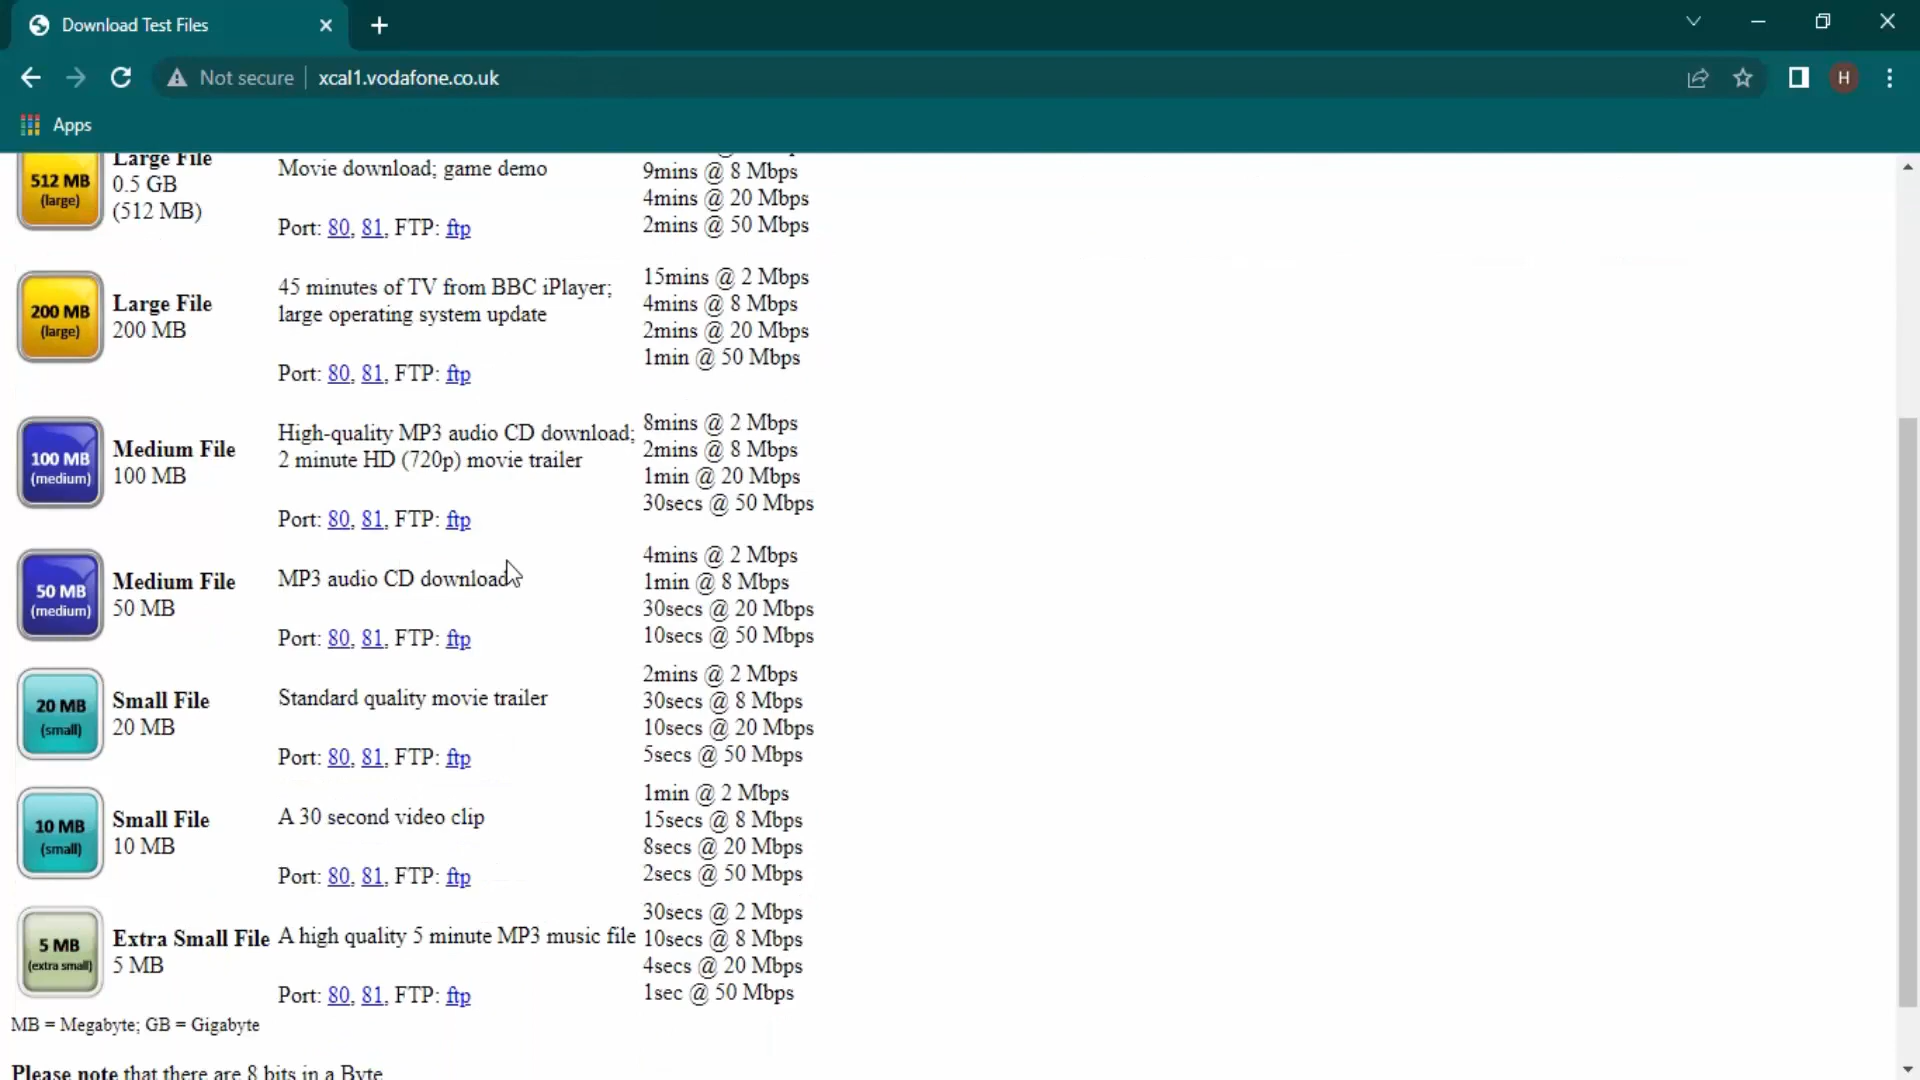 Download Test Files
Not secure
xcal1.vodafone.co.uk
H
Apps
512 MB
(large)
Large File
0.5 GB
(512 MB)
Movie download; game demo
Port: 80, 81, FTP: ftp
9mins @ 8 Mbps
4mins @ 20 Mbps
2mins @ 50 Mbps
200 MB
(large)
Large File
200 MB
45 minutes of TV from BBC iPlayer;
large operating system update
Port: 80, 81, FTP: ftp
15mins @ 2 Mbps
4mins @ 8 Mbps
2mins @ 20 Mbps
1min @ 50 Mbps
100 MB
(medium)
Medium File
100 MB
High-quality MP3 audio CD download;
2 minute HD (720p) movie trailer
Port: 80, 81, FTP: ftp
8mins @ 2 Mbps
2mins @ 8 Mbps
1min @ 20 Mbps
30secs @ 50 Mbps
50 MB
(medium)
Medium File
50 MB
MP3 audio CD download
Port: 80, 81, FTP: ftp
4mins @ 2 Mbps
1min @ 8 Mbps
30secs @ 20 Mbps
10secs @ 50 Mbps
20 MB
(small)
Small File
20 MB
Standard quality movie trailer
Port: 80, 81, FTP: ftp
2mins @ 2 Mbps
30secs @ 8 Mbps
10secs @ 20 Mbps
5secs @ 50 Mbps
10 MB
(small)
Small File
10 MB
A 30 second video clip
Port: 80, 81, FTP: ftp
1min @ 2 Mbps
15secs @ 8 Mbps
8secs @ 20 Mbps
2secs @ 50 Mbps
5 MB
(extra small)
Extra Small File
5 MB
A high quality 5 minute MP3 music file
Port: 80, 81, FTP: ftp
30secs @ 2 Mbps
10secs @ 8 Mbps
4secs @ 20 Mbps
1sec @ 50 Mbps
MB = Megabyte; GB = Gigabyte
Please note that there are 8 bits in a Byte